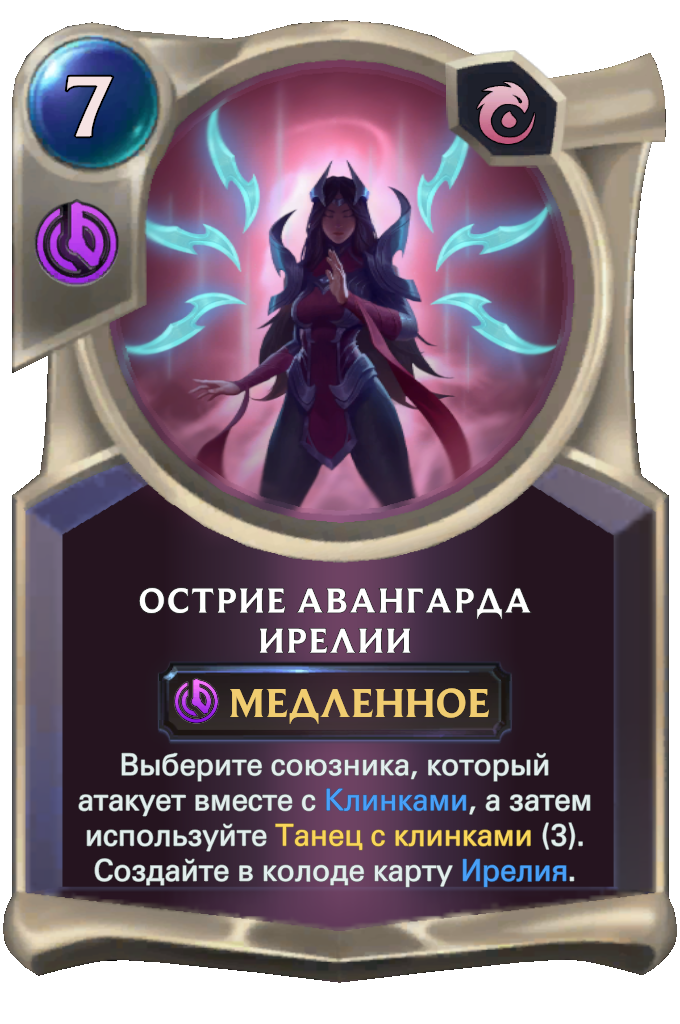 7
ОСТРИЕ АВАНГАРДА
ИРЕЛИИ
МЕДЛЕННОЕ
Выберите союзника, который
атакует вместе с Клинками, а затем
используйте Танец с клинками (3).
Создайте в колоде карту Ирелия.